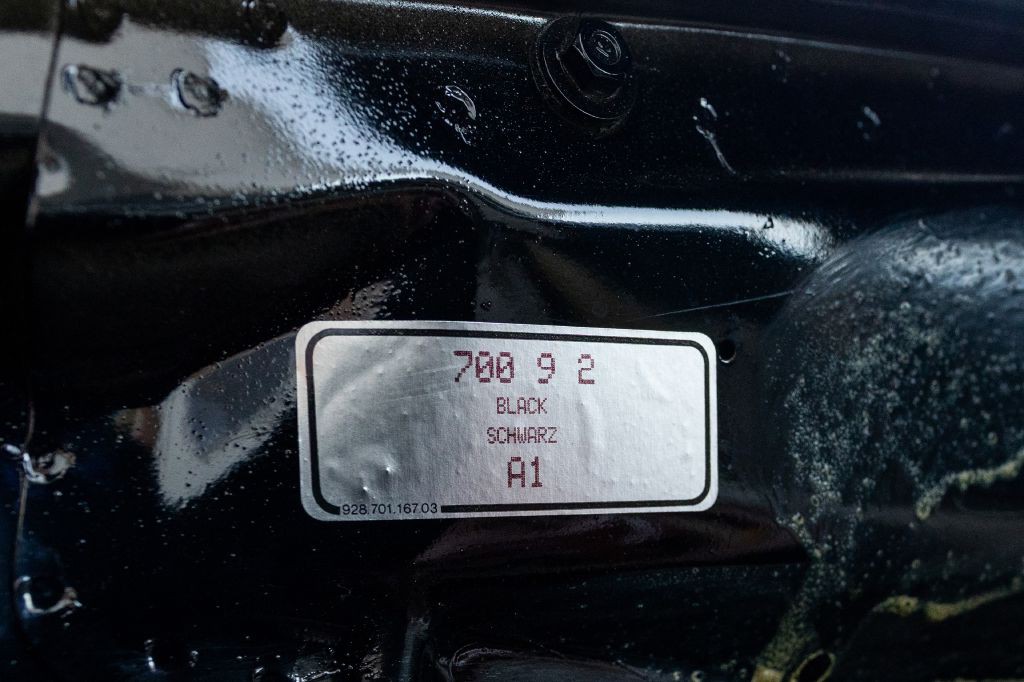 700 9 2
BLACK
SCHWARZ
A1
928.701.167.03